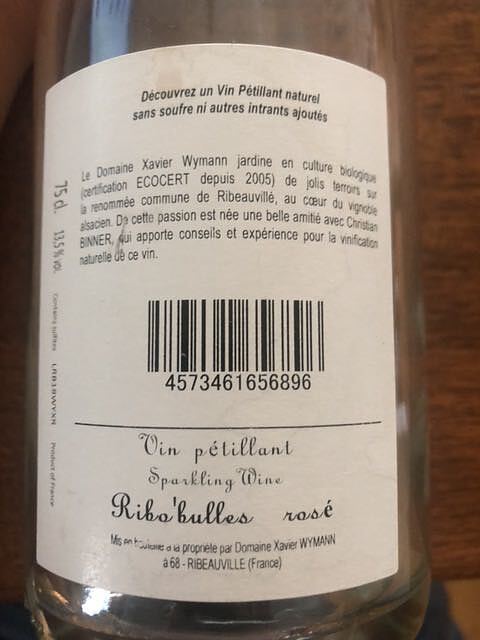 Découvrez un Vin Pétillant naturel
sans soufre ni autres intrants ajoutés
Le Domaine Xavier Wymann jardine en culture biologique
(certification ECOCERT depuis 2005) de jolis terroirs sur
la renommée commune de Ribeauvillé, au cœur du vignoble
alsacien. De cette passion est née une belle amitié avec Christian
BINNER, qui apporte conseils et expérience pour la vinification
naturelle de ce vin.
75 cl. 13,5 % vol.
Contains sulfites
Product of France
4573461656896
Vin pétillant
Sparkling Wine
Ribo'bulles rosé
Mis en bouteille à la propriété par Domaine Xavier WYMANN
à 68 - RIBEAUVILLE (France)